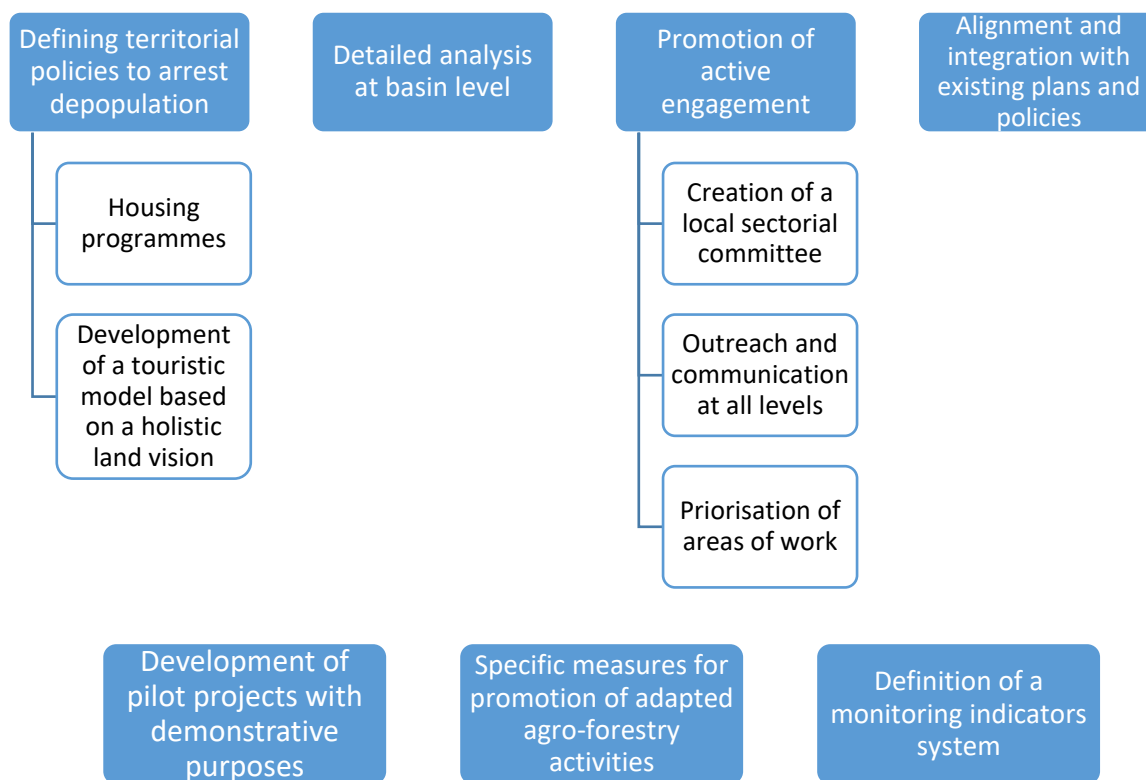 Defining territorial
policies to arrest
depopulation
Housing
programmes
Development
of a touristic
model based
on a holistic
land vision
Detailed analysis
at basin level
Promotion of
active
engagement
Creation of a
local sectorial
committee
Outreach and
communication
at all levels
Priorisation of
areas of work
Alignment and
integration with
existing plans and
policies
Development of
pilot projects with
demonstrative
purposes
Specific measures for
promotion of adapted
agro-forestry
activities
Definition of a
monitoring indicators
system